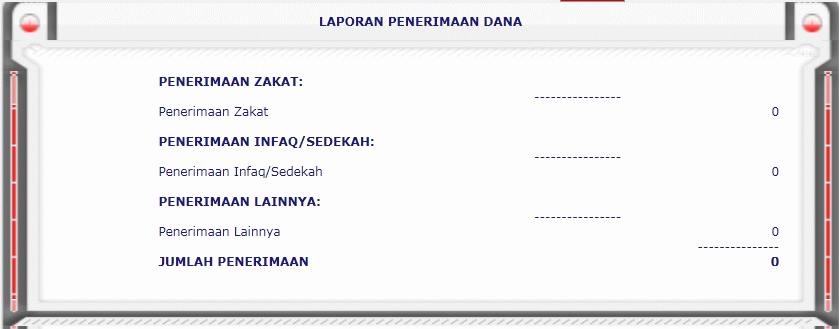 LAPORAN PENERIMAAN DANA
PENERIMAAN ZAKAT:
----------------
Penerimaan Zakat 0
PENERIMAAN INFAQ/SEDEKAH:
----------------
Penerimaan Infaq/Sedekah 0
PENERIMAAN LAINNYA:
----------------
Penerimaan Lainnya 0
---------------
JUMLAH PENERIMAAN 0